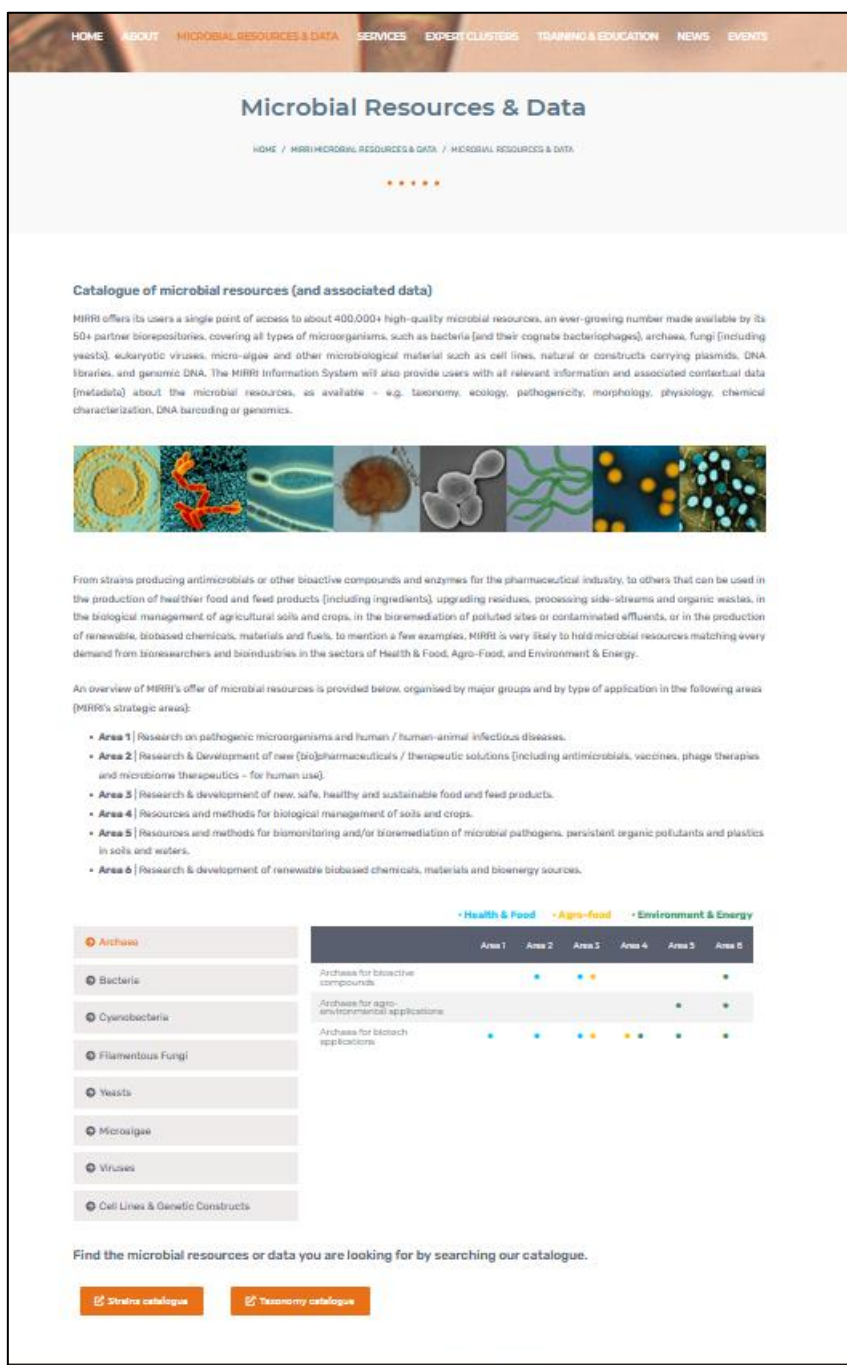 HOME ABOUT MICROBIAL RESOURCES & DATA SERVICES EXPERT CLUSTERS TRAINING & EDUCATION NEWS EVENTS
Microbial Resources & Data
HOME / MIRRI MICROBIAL RESOURCES & DATA / MICROBIAL RESOURCES & DATA
Catalogue of microbial resources (and associated data)
MIRRI offers its users a single point of access to about 400,000+ high-quality microbial resources, an ever-growing number made available by its
50+ partner biorepositories, covering all types of microorganisms, such as bacteria (and their cognate bacteriophages), archaea, fungi (including
yeasts), eukaryotic viruses, micro-algae and other microbiological material such as cell lines, natural or constructs carrying plasmids, DNA
libraries, and genomic DNA. The MIRRI Information System will also provide users with all relevant information and associated contextual data
(metadata) about the microbial resources, as available – e.g. taxonomy, ecology, pathogenicity, morphology, physiology, chemical
characterization, DNA barcoding or genomics.
From strains producing antimicrobials or other bioactive compounds and enzymes for the pharmaceutical industry, to others that can be used in
the production of healthier food and feed products (including ingredients), upgrading residues, processing side-streams and organic wastes, in
the biological management of agricultural soils and crops, in the bioremediation of polluted sites or contaminated effluents, or in the production
of renewable, biobased chemicals, materials and fuels, to mention a few examples, MIRRI is very likely to hold microbial resources matching every
demand from bioresearchers and bioindustries in the sectors of Health & Food, Agro-Food, and Environment & Energy.
An overview of MIRRI's offer of microbial resources is provided below, organised by major groups and by type of application in the following areas
(MIRRI's strategic areas):
• Area 1 | Research on pathogenic microorganisms and human / human-animal infectious diseases.
• Area 2 | Research & Development of new (bio)pharmaceuticals / therapeutic solutions (including antimicrobials, vaccines, phage therapies
and microbiome therapeutics – for human use).
• Area 3 | Research & development of new, safe, healthy and sustainable food and feed products.
• Area 4 | Resources and methods for biological management of soils and crops.
• Area 5 | Resources and methods for biomonitoring and/or bioremediation of microbial pathogens, persistent organic pollutants and plastics
in soils and waters.
• Area 6 | Research & development of renewable biobased chemicals, materials and bioenergy sources.
• Health & Food • Agro-food • Environment & Energy
Archaea
Bacteria
Cyanobacteria
Filamentous Fungi
Yeasts
Microalgae
Viruses
Cell Lines & Genetic Constructs
Area 1 Area 2 Area 3 Area 4 Area 5 Area 6
Archaea for bioactive
compounds
Archaea for agro-
environmental applications
Archaea for biotech
applications
Find the microbial resources or data you are looking for by searching our catalogue.
Strains catalogue Taxonomy catalogue